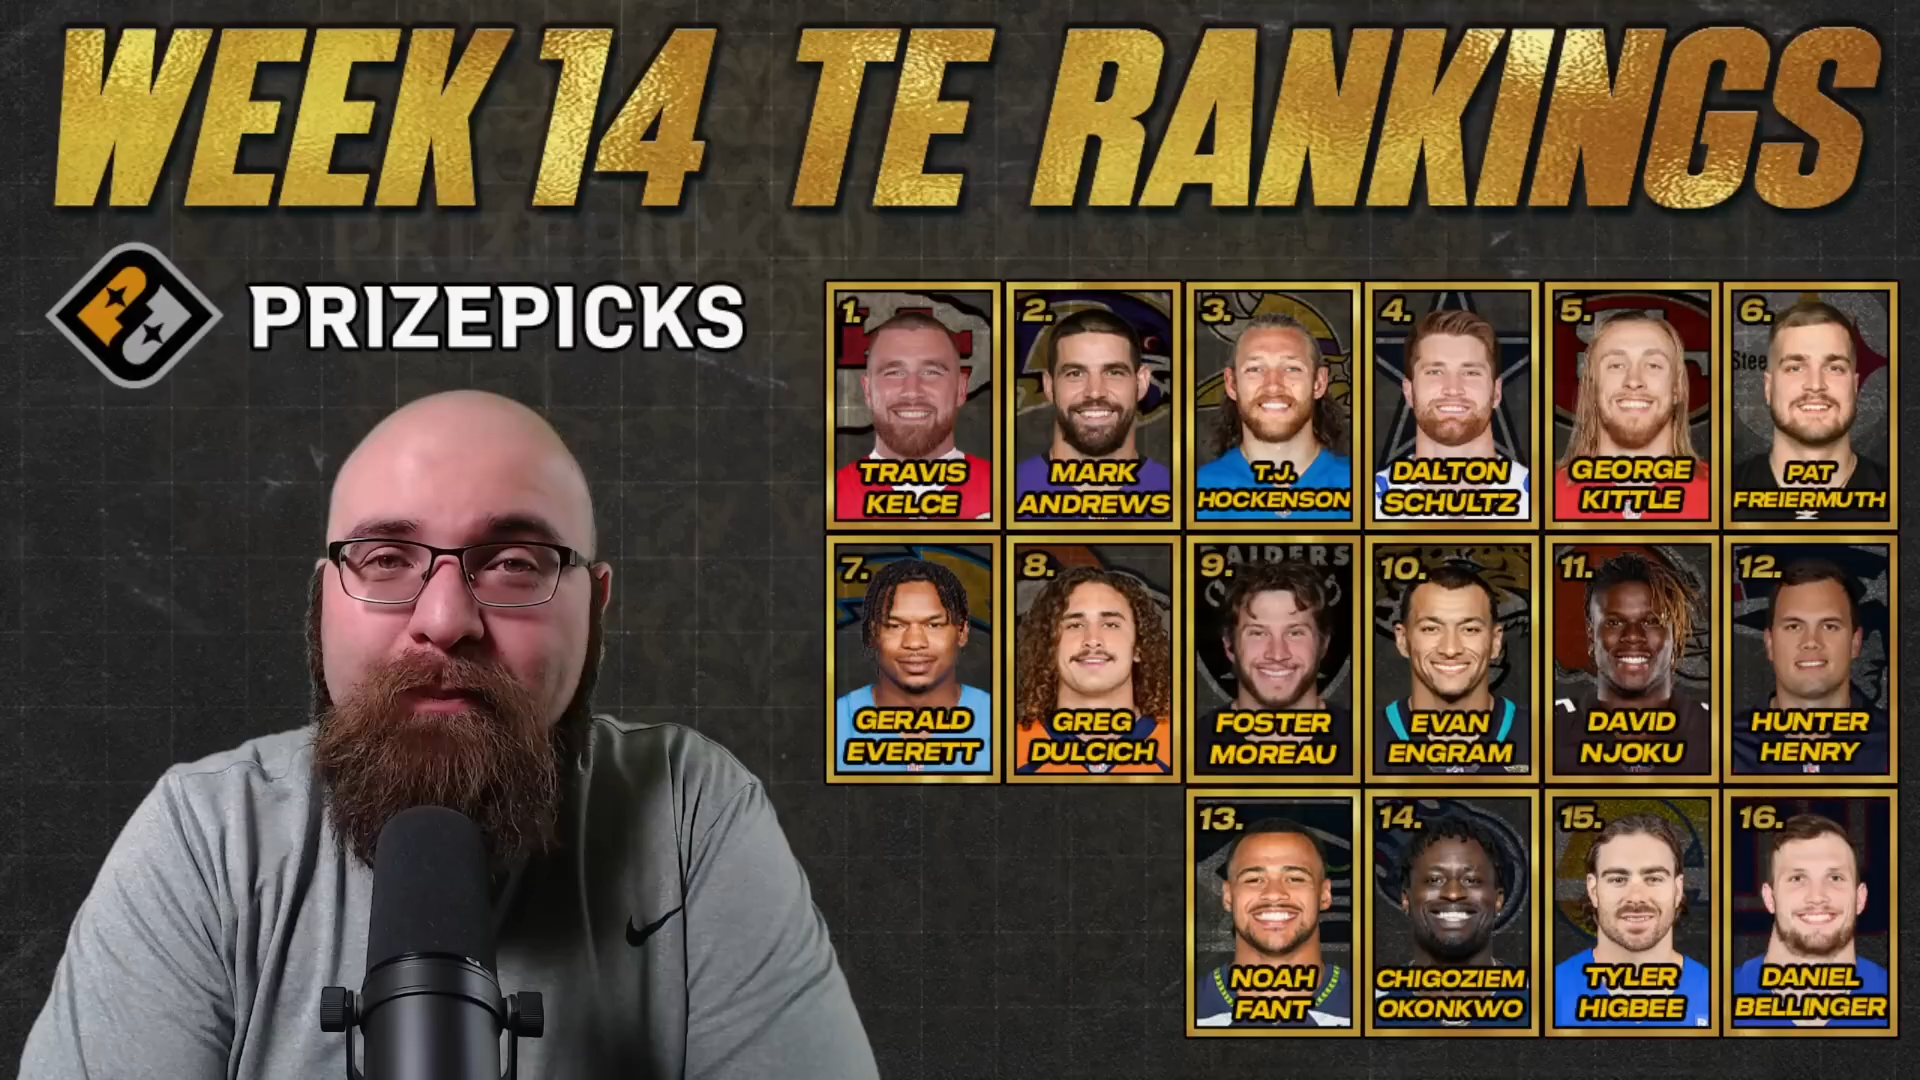 WEEK 14 TE RANKINGS
PRIZEPICKS
1.
TRAVIS
KELCE
2.
MARK
ANDREWS
3.
T.J.
HOCKENSON
4.
DALTON
SCHULTZ
5.
GEORGE
KITTLE
6.
Stee
PAT
FREIERMUTH
7.
GERALD
EVERETT
8.
GREG
DULCICH
9.
RAIDERS
FOSTER
MOREAU
10.
EVAN
ENGRAM
11.
DAVID
NJOKU
12.
HUNTER
HENRY
13.
NOAH
FANT
14.
CHIGOZIEM
OKONKWO
15.
TYLER
HIGBEE
16.
DANIEL
BELLINGER